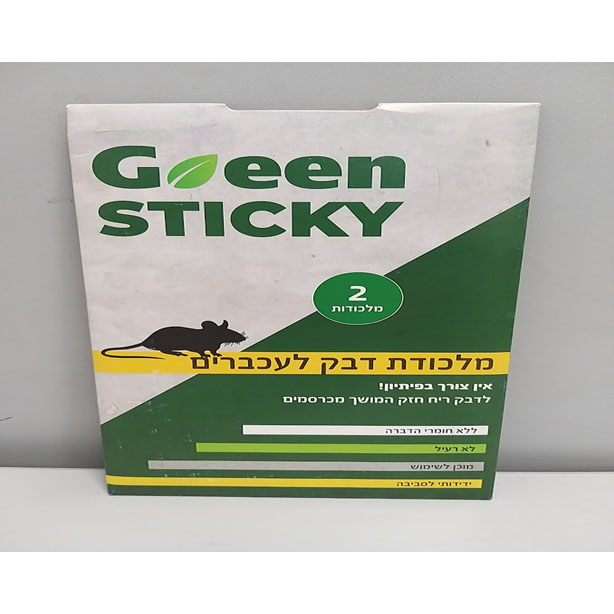 Green
STICKY
2
מלכודות
מלכודת דבק לעכברים
אין צורך בפיתיון!
לדבק ריח חזק המושך מכרסמים
ללא חומרי הדברה
לא רעיל
מוכן לשימוש
ידידותי לסביבה